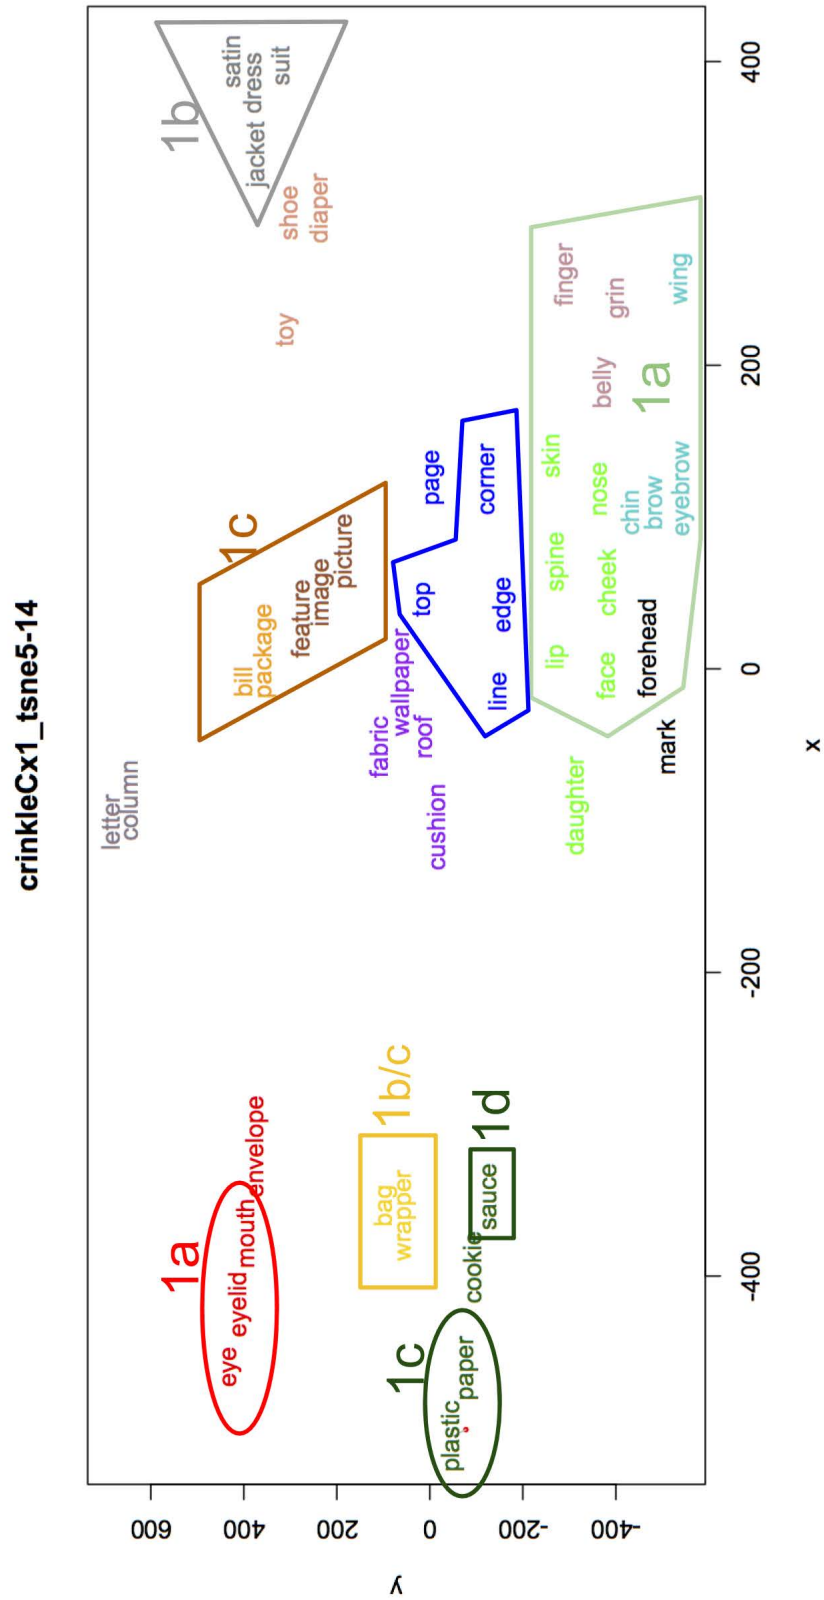 crinkleCx1_tsne5-14
letter
column
1a
eye
eyelid
mouth
envelope
1c
bill
package
feature
image
picture
1b
satin
jacket dress
suit
shoe
diaper
toy
1b/c
bag
wrapper
fabric
wallpaper
roof
cushion
top
page
corner
line
edge
1c
plastic
paper
cookie
sauce
1d
lip
spine
skin
finger
daughter
face
cheek
nose
belly
grin
1a
mark
forehead
chin
brow
eyebrow
wing
y
600
400
200
0
-200
-400
-400
-200
0
200
400
x